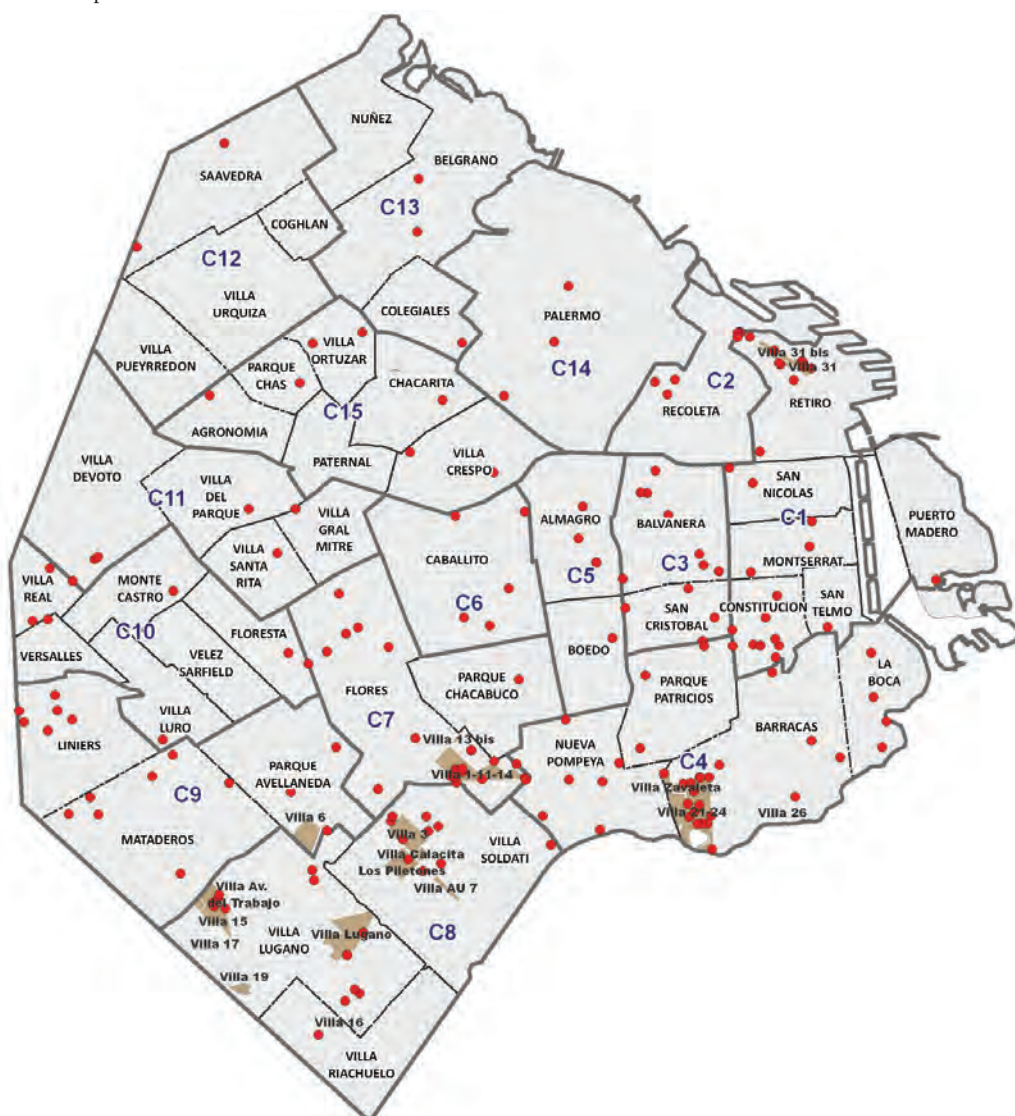 NUÑEZ
BELGRANO
SAAVEDRA
C13
COGHLAN
C12
VILLA
URQUIZA
COLEGIALES
PALERMO
VILLA
ORTUZAR
VILLA
PUEYRREDON
PARQUE
CHAS
C14
C2
Villa 31 bis
Villa 31
CHACARITA
RETIRO
C15
RECOLETA
AGRONOMIA
PATERNAL
VILLA
CRESPO
VILLA
DEVOTO
C11
VILLA
DEL
PARQUE
VILLA
GRAL
MITRE
SAN
NICOLAS
ALMAGRO
BALVANERA
C1
PUERTO
MADERO
CABALLITO
VILLA
SANTA
RITA
C3
MONTSERRAT
VILLA
REAL
MONTE
CASTRO
C5
C6
SAN
CRISTOBAL
CONSTITUCION
SAN
TELMO
C10
FLORESTA
VERSALLES
VELEZ
SARFIELD
BOEDO
LA
BOCA
PARQUE
CHACABUCO
PARQUE
PATRICIOS
FLORES
C7
VILLA
LURO
LINIERS
BARRACAS
Villa 13 bis
NUEVA
POMPEYA
C4
PARQUE
AVELLANEDA
Villa 1-11-14
Villa Zavaleta
C9
Villa 21-24
Villa 26
Villa 6
MATADEROS
Villa 3
VILLA
SOLDATI
Villa Calacita
Los Piletones
Villa AU 7
Villa Av.
del Trabajo
Villa 15
Villa 17
VILLA
LUGANO
Villa Lugano
C8
Villa 19
Villa 16
VILLA
RIACHUELO